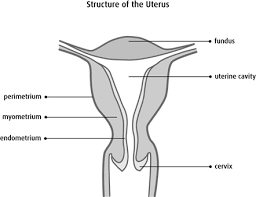 Structure of the Uterus
fundus
uterine cavity
perimetrium
myometrium
endometrium
cervix